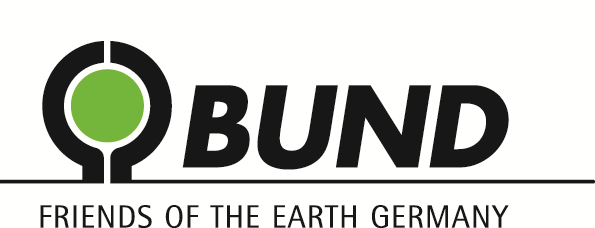 BUND
FRIENDS OF THE EARTH GERMANY